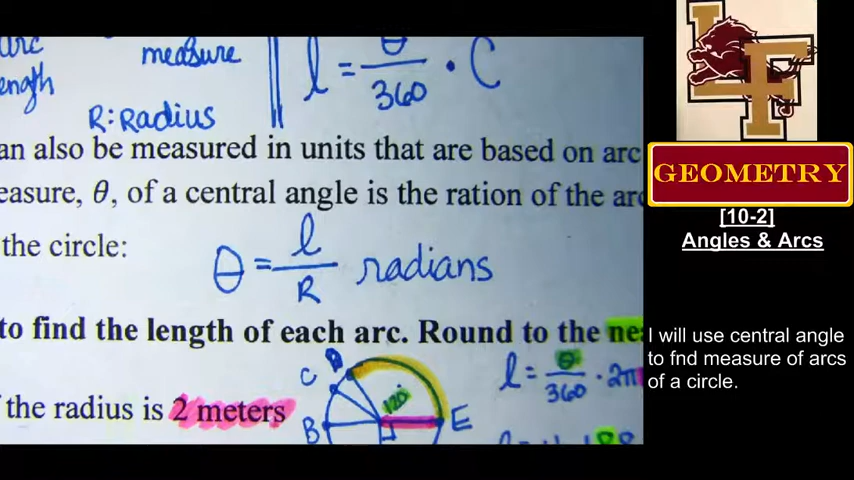 arc
length
measure
R: Radius
l = θ/360 · C
an also be measured in units that are based on arc
easure, θ, of a central angle is the ration of the arc
the circle:
θ = l/R radians
to find the length of each arc. Round to the ne
the radius is 2 meters
C
B
120°
E
l = θ/360 · 2π
LF
GEOMETRY
[10-2]
Angles & Arcs
I will use central angle
to fnd measure of arcs
of a circle.